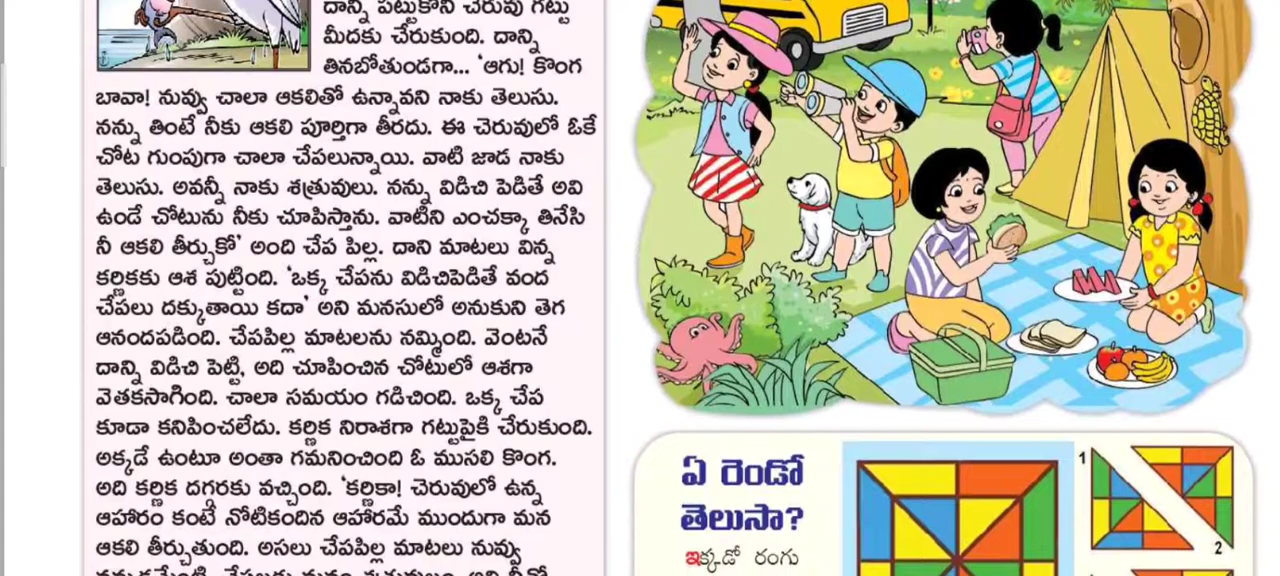 దాన్ని పట్టుకొని చెరువు గట్టు
మీదకు చేరుకుంది. దాన్ని
తినబోతుండగా... 'ఆగు! కొంగ
బావా! నువ్వు చాలా ఆకలితో ఉన్నావని నాకు తెలుసు.
నన్ను తింటే నీకు ఆకలి పూర్తిగా తీరదు. ఈ చెరువులో ఓకే
చోట గుంపుగా చాలా చేపలున్నాయి. వాటి జాడ నాకు
తెలుసు. అవన్నీ నాకు శత్రువులు. నన్ను విడిచి పెడితే అవి
ఉండే చోటును నీకు చూపిస్తాను. వాటిని ఎంచక్కా తినేసి
నీ ఆకలి తీర్చుకో' అంది చేప పిల్ల. దాని మాటలు విన్న
కర్ణికకు ఆశ పుట్టింది. 'ఒక్క చేపను విడిచిపెడితే వంద
చేపలు దక్కుతాయి కదా' అని మనసులో అనుకుని తెగ
ఆనందపడింది. చేపపిల్ల మాటలను నమ్మింది. వెంటనే
దాన్ని విడిచి పెట్టి, అది చూపించిన చోటులో ఆశగా
వెతకసాగింది. చాలా సమయం గడిచింది. ఒక్క చేప
కూడా కనిపించలేదు. కర్ణిక నిరాశగా గట్టుపైకి చేరుకుంది.
అక్కడే ఉంటూ అంతా గమనించింది ఓ ముసలి కొంగ.
అది కర్ణిక దగ్గరకు వచ్చింది. 'కర్ణికా! చెరువులో ఉన్న
ఆహారం కంటే నోటికందిన ఆహారమే ముందుగా మన
ఆకలి తీర్చుతుంది. అసలు చేపపిల్ల మాటలు నువ్వు
ఏ రెండో
తెలుసా?
ఇక్కడో రంగు
1
2